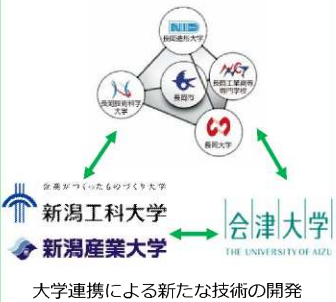 長岡造形大学
長岡工業高等
専門学校
長岡市
長岡技術科学
大学
長岡大学
企業がつくったものづくり大学
新潟工科大学
新潟産業大学
会津大学
THE UNIVERSITY OF AIZU
大学連携による新たな技術の開発